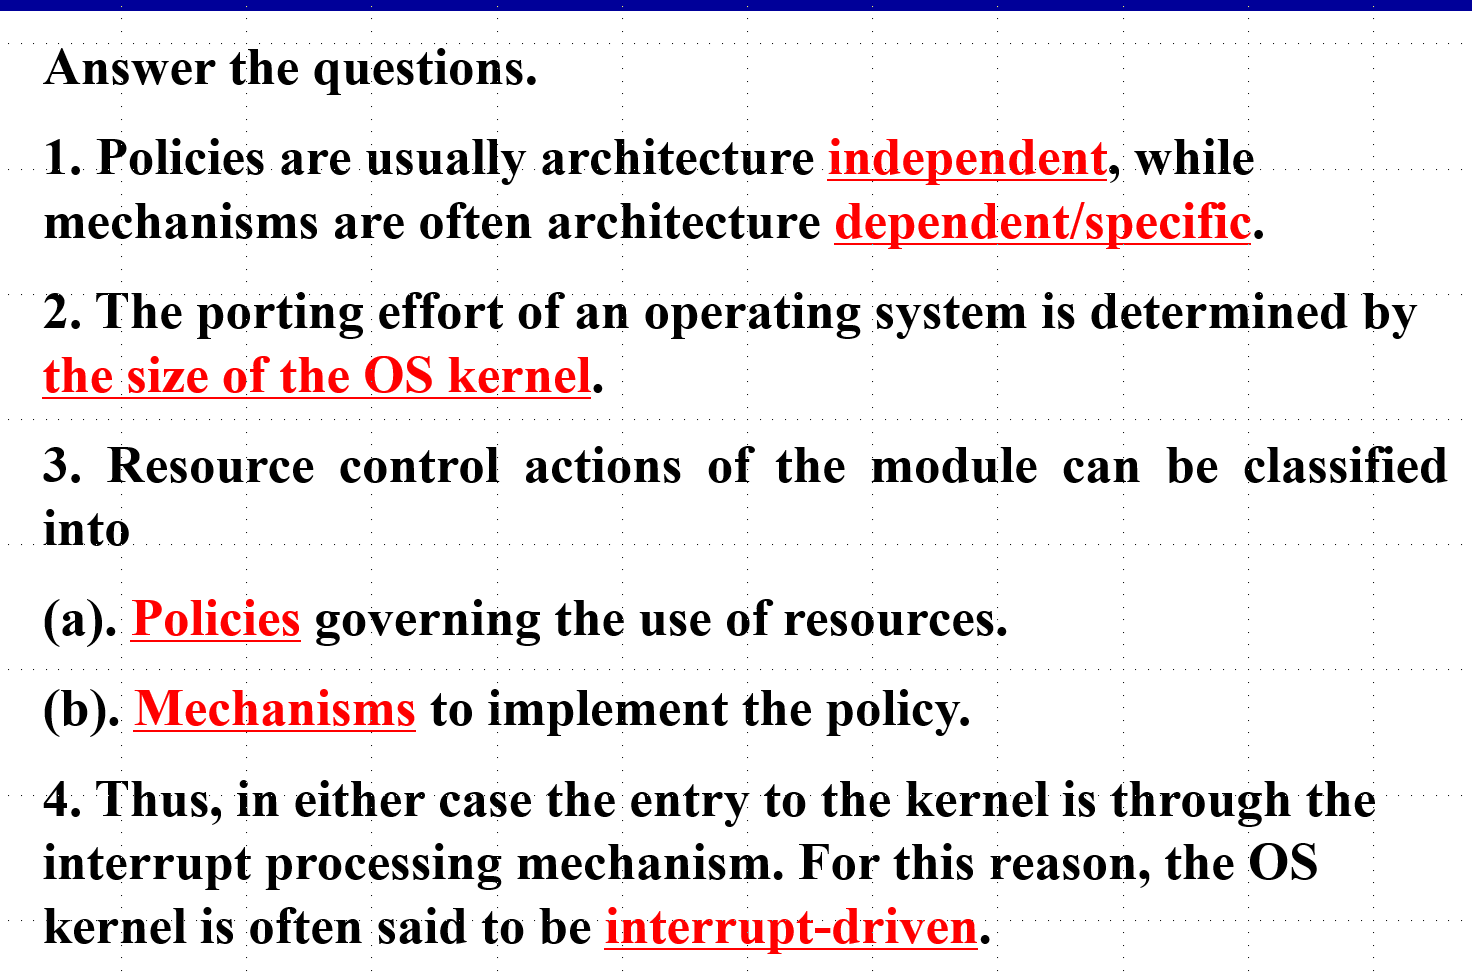 Answer the questions.
1. Policies are usually architecture independent, while
mechanisms are often architecture dependent/specific.
2. The porting effort of an operating system is determined by
the size of the OS kernel.
3. Resource control actions of the module can be classified
into
(a). Policies governing the use of resources.
(b). Mechanisms to implement the policy.
4. Thus, in either case the entry to the kernel is through the
interrupt processing mechanism. For this reason, the OS
kernel is often said to be interrupt-driven.